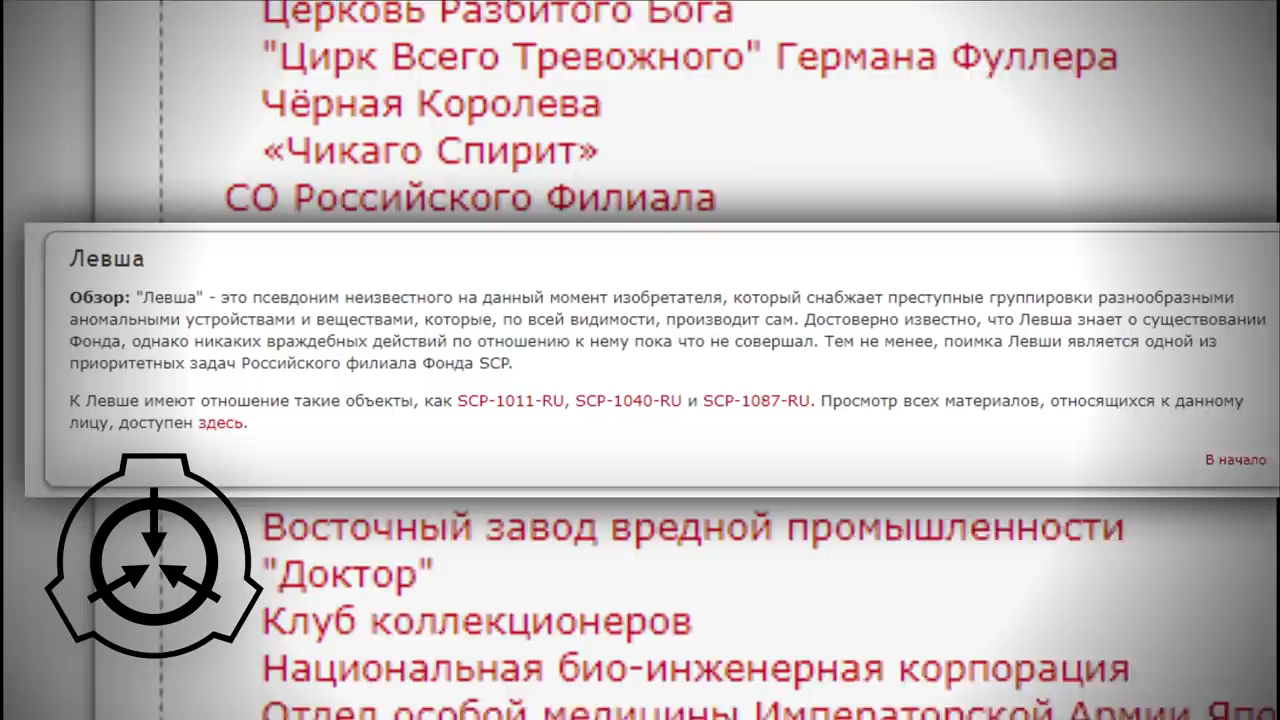 Церковь Разбитого Бога
"Цирк Всего Тревожного" Германа Фуллера
Чёрная Королева
«Чикаго Спирит»
СО Российского Филиала
Левша
Обзор: "Левша" - это псевдоним неизвестного на данный момент изобретателя, который снабжает преступные группировки разнообразными
аномальными устройствами и веществами, которые, по всей видимости, производит сам. Достоверно известно, что Левша знает о существовании
Фонда, однако никаких враждебных действий по отношению к нему пока что не совершал. Тем не менее, поимка Левши является одной из
приоритетных задач Российского филиала Фонда SCP.
К Левше имеют отношение такие объекты, как SCP-1011-RU, SCP-1040-RU и SCP-1087-RU. Просмотр всех материалов, относящихся к данному
лицу, доступен здесь.
В начало
Восточный завод вредной промышленности
"Доктор"
Клуб коллекционеров
Национальная био-инженерная корпорация
Отдел особой медицины Императорской Армии